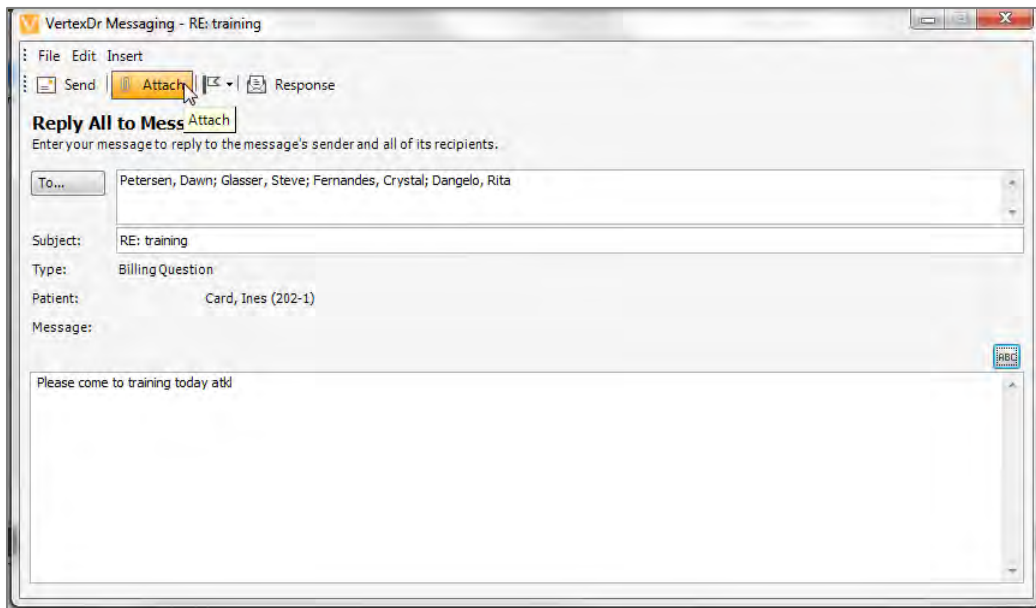 VertexDr Messaging - RE: training
File Edit Insert
Send Attach Response
Reply All to Mess
Attach
Enter your message to reply to the message's sender and all of its recipients.
To... Petersen, Dawn; Glasser, Steve; Fernandes, Crystal; Dangelo, Rita
Subject: RE: training
Type: Billing Question
Patient: Card, Ines (202-1)
Message:
ABC
Please come to training today atkl